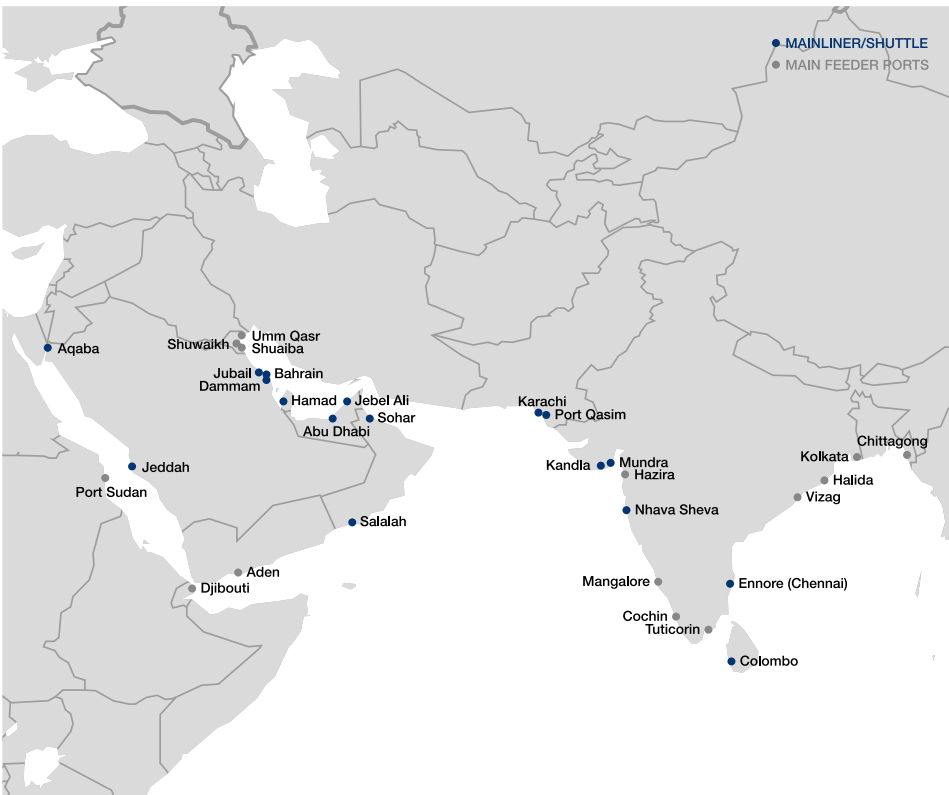 MAINLINER/SHUTTLE
MAIN FEEDER PORTS
Umm Qasr
Shuwaikh
Shuaiba
Aqaba
Jubail
Bahrain
Dammam
Hamad
Jebel Ali
Abu Dhabi
Sohar
Karachi
Port Qasim
Chittagong
Kolkata
Jeddah
Kandla
Mundra
Hazira
Halida
Port Sudan
Vizag
Nhava Sheva
Salalah
Aden
Djibouti
Mangalore
Ennore (Chennai)
Cochin
Tuticorin
Colombo